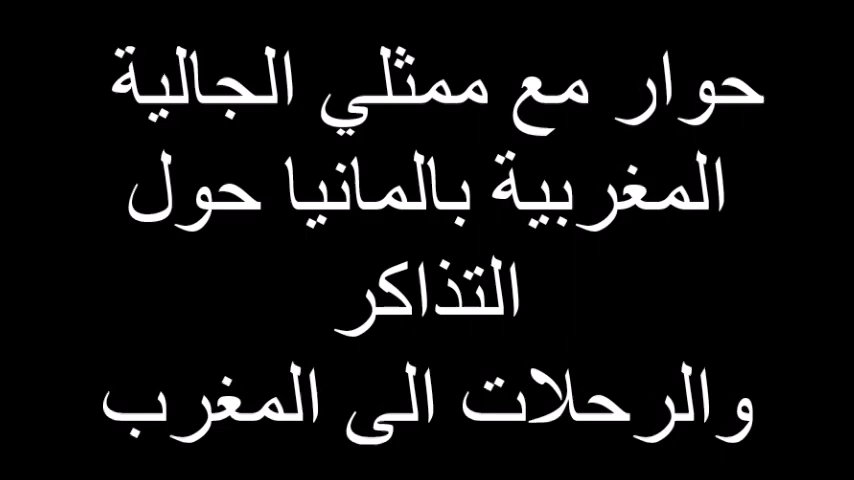 حوار مع ممثلي الجالية
المغربية بالمانيا حول
التذاكر
والرحلات الى المغرب